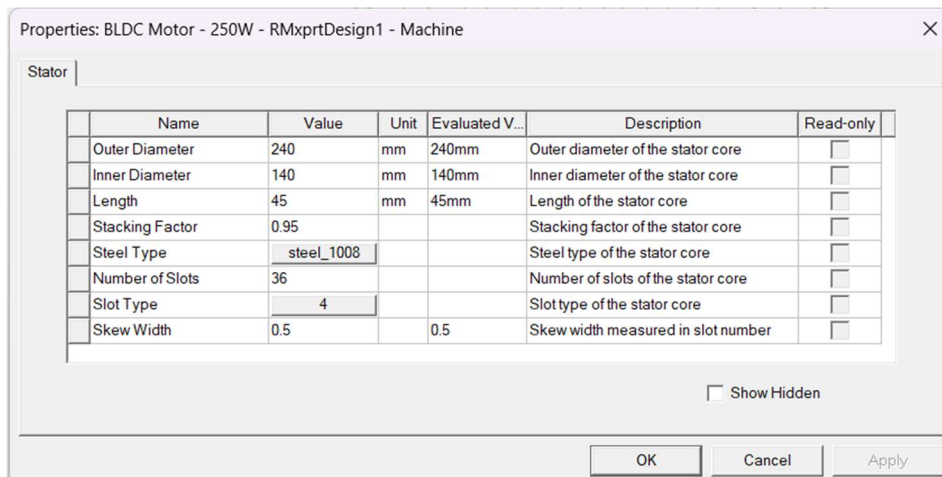 Properties: BLDC Motor - 250W - RMxprtDesign1 - Machine
Stator
Name Value Unit Evaluated V... Description Read-only
Outer Diameter 240 mm 240mm Outer diameter of the stator core
Inner Diameter 140 mm 140mm Inner diameter of the stator core
Length 45 mm 45mm Length of the stator core
Stacking Factor 0.95 Stacking factor of the stator core
Steel Type steel_1008 Steel type of the stator core
Number of Slots 36 Number of slots of the stator core
Slot Type 4 Slot type of the stator core
Skew Width 0.5 0.5 Skew width measured in slot number
Show Hidden
OK Cancel Apply